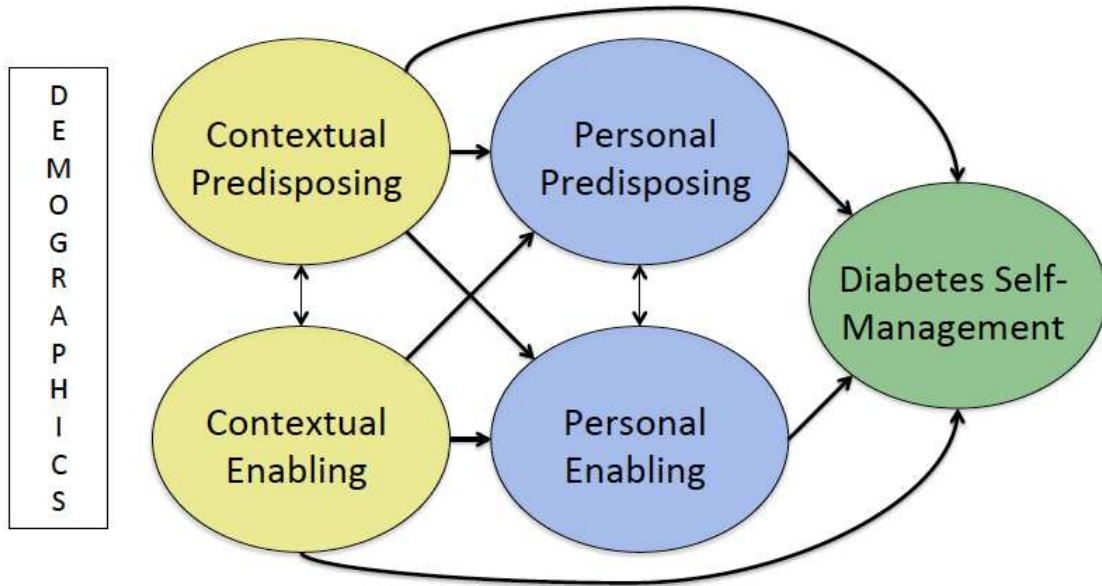 D
E
M
O
G
R
A
P
H
I
C
S
Contextual
Predisposing
Personal
Predisposing
Diabetes Self-
Management
Contextual
Enabling
Personal
Enabling